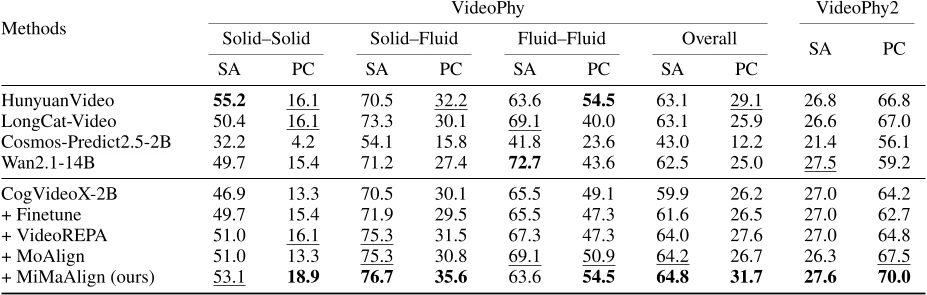 Methods VideoPhy VideoPhy2
Solid–Solid Solid–Fluid Fluid–Fluid Overall SA PC
SA PC SA PC SA PC SA PC
HunyuanVideo 55.2 16.1 70.5 32.2 63.6 54.5 63.1 29.1 26.8 66.8
LongCat-Video 50.4 16.1 73.3 30.1 69.1 40.0 63.1 25.9 26.6 67.0
Cosmos-Predict2.5-2B 32.2 4.2 54.1 15.8 41.8 23.6 43.0 12.2 21.4 56.1
Wan2.1-14B 49.7 15.4 71.2 27.4 72.7 43.6 62.5 25.0 27.5 59.2
CogVideoX-2B 46.9 13.3 70.5 30.1 65.5 49.1 59.9 26.2 27.0 64.2
+ Finetune 49.7 15.4 71.9 29.5 65.5 47.3 61.6 26.5 27.0 62.7
+ VideoREPA 51.0 16.1 75.3 31.5 67.3 47.3 64.0 27.6 27.0 64.8
+ MoAlign 51.0 13.3 75.3 30.8 69.1 50.9 64.2 26.7 26.3 67.5
+ MiMaAlign (ours) 53.1 18.9 76.7 35.6 63.6 54.5 64.8 31.7 27.6 70.0